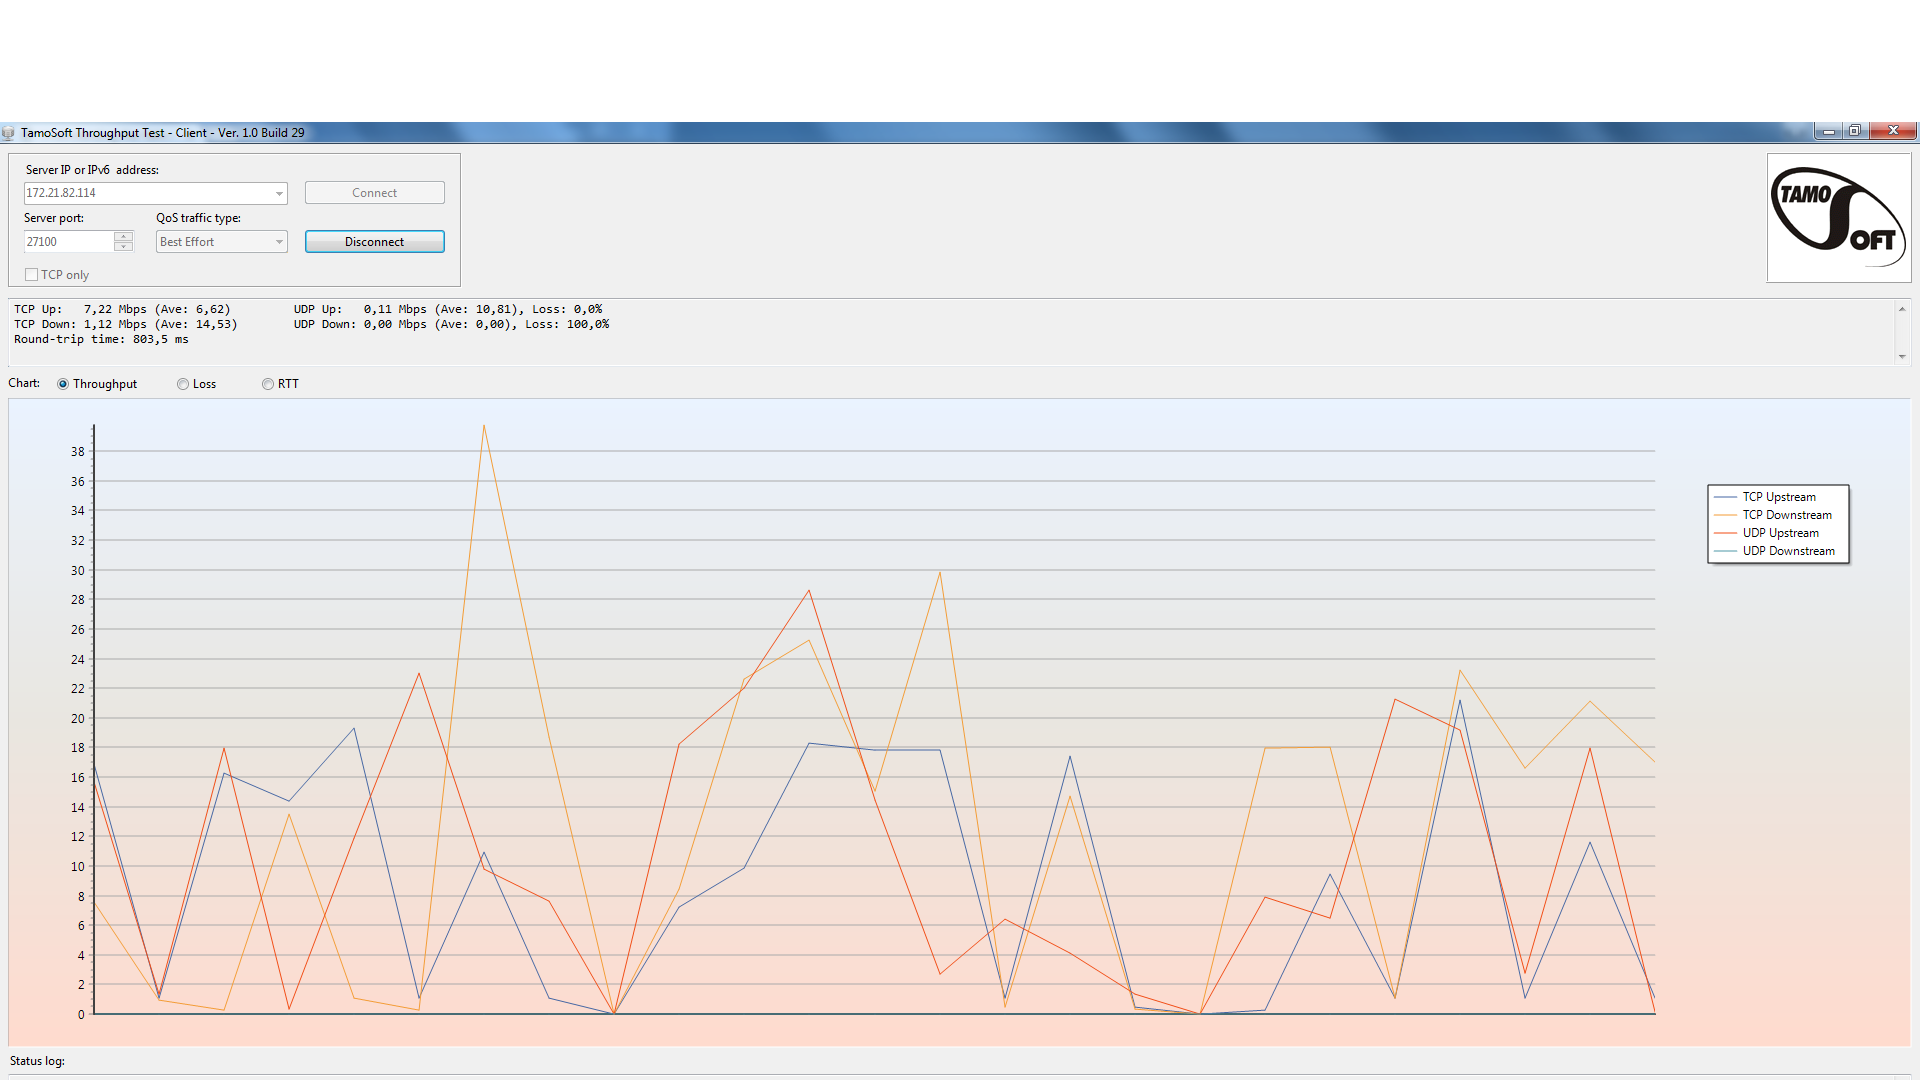 TamoSoft Throughput Test - Client - Ver. 1.0 Build 29
Server IP or IPv6  address:
172.21.82.114
Connect
Server port:
QoS traffic type:
27100
Best Effort
Disconnect
TCP only
TAMO
SOFT
TCP Up:   7,22 Mbps (Ave: 6,62)         UDP Up:   0,11 Mbps (Ave: 10,81), Loss: 0,0%
TCP Down: 1,12 Mbps (Ave: 14,53)        UDP Down: 0,00 Mbps (Ave: 0,00), Loss: 100,0%
Round-trip time: 803,5 ms
Chart:
Throughput
Loss
RTT
38
36
34
32
30
28
26
24
22
20
18
16
14
12
10
8
6
4
2
0
TCP Upstream
TCP Downstream
UDP Upstream
UDP Downstream
Status log: